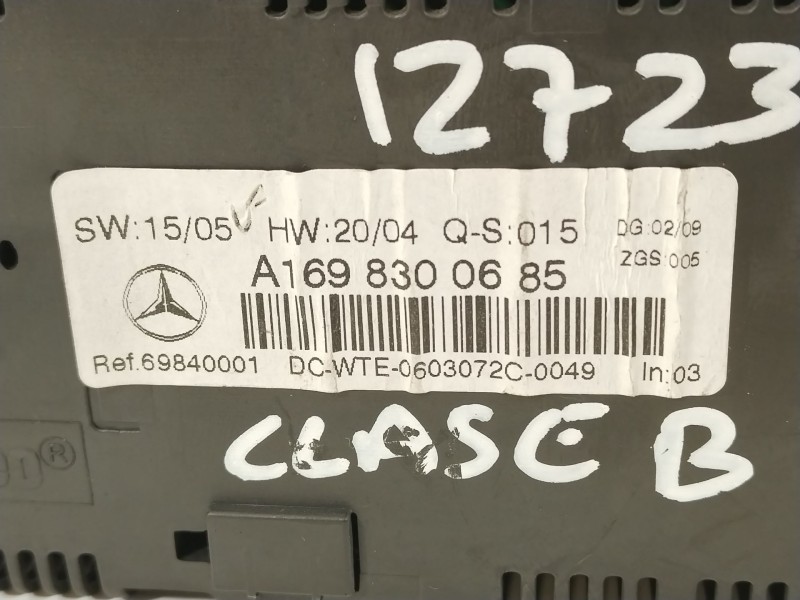 12723
SW:15/05 HW:20/04 Q-S:015 DG:02/09
ZGS:005
A169 830 06 85
Ref.69840001 DC-WTE-0603072C-0049 In:03
CLASE B
®